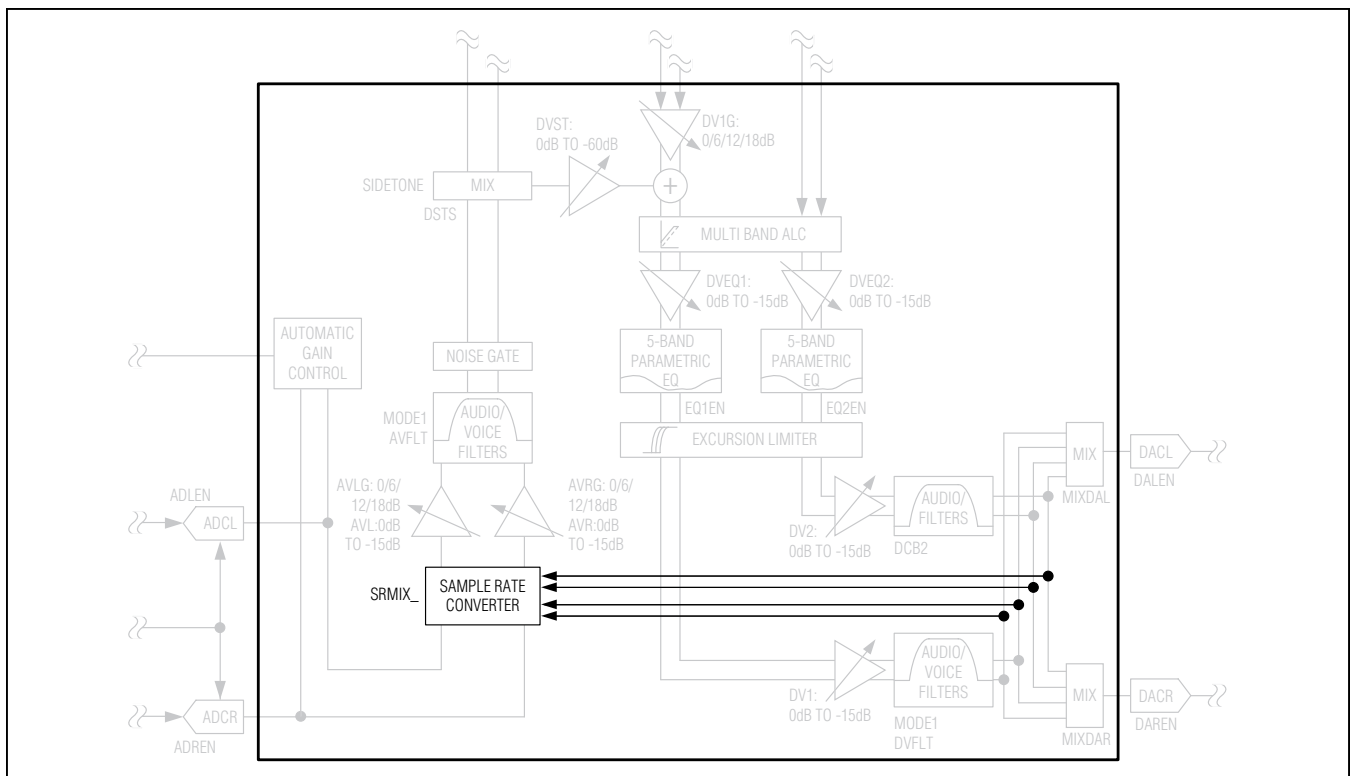 DVST:
0dB TO -60dB
DV1G:
0/6/12/18dB
SIDETONE
MIX
DSTS
+
MULTI BAND ALC
DVEQ1:
0dB TO -15dB
DVEQ2:
0dB TO -15dB
AUTOMATIC
GAIN
CONTROL
NOISE GATE
5-BAND
PARAMETRIC
EQ
5-BAND
PARAMETRIC
EQ
EQ1EN
EQ2EN
MODE1
AVFLT
AUDIO/
VOICE
FILTERS
EXCURSION LIMITER
MIX
DACL
DALEN
MIXDAL
ADLEN
ADCL
AVLG: 0/6/
12/18dB
AVL:0dB
TO -15dB
AVRG: 0/6/
12/18dB
AVR:0dB
TO -15dB
DV2:
0dB TO -15dB
AUDIO/
FILTERS
DCB2
SRMIX_
SAMPLE RATE
CONVERTER
ADCR
ADREN
DV1:
0dB TO -15dB
AUDIO/
VOICE
FILTERS
MODE1
DVFLT
MIX
MIXDAR
DACR
DAREN